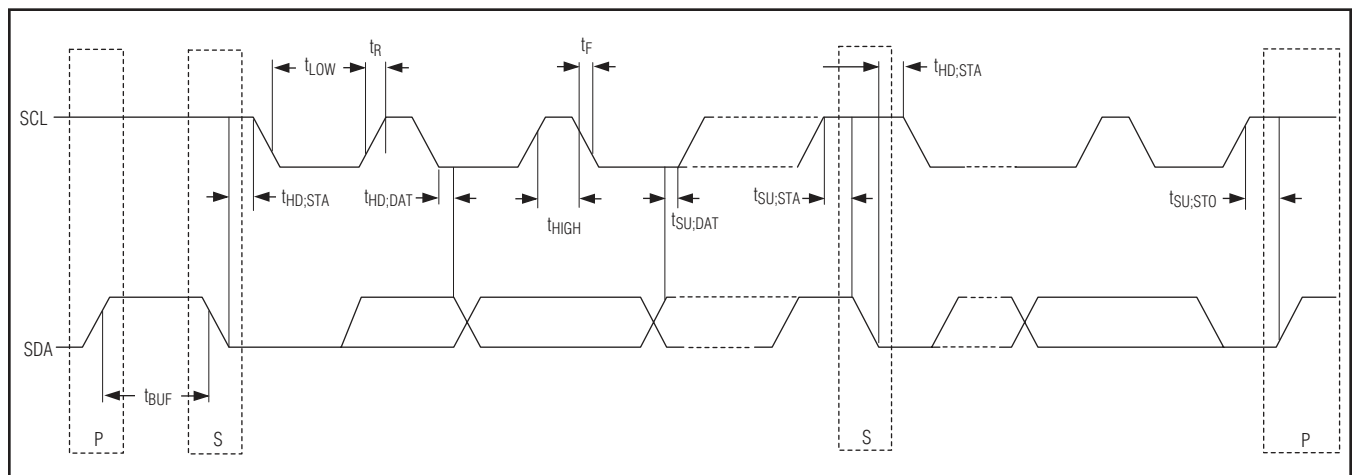 tR
tF
tLOW
tHD;STA
SCL
tHD;STA
tHD;DAT
tHIGH
tSU;DAT
tSU;STA
tSU;STO
SDA
tBUF
P
S
S
P